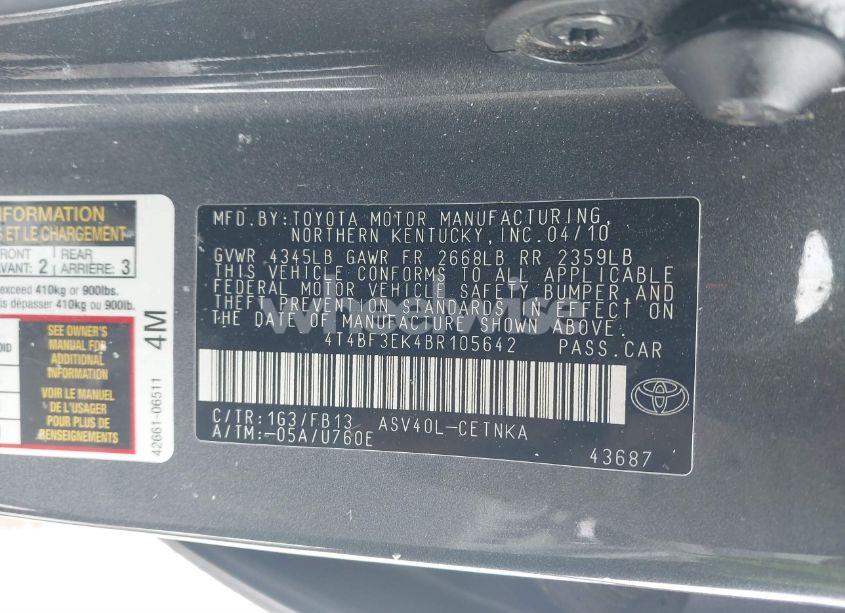 NFORMATION
ET LE CHARGEMENT
FRONT
AVANT: 2
REAR
ARRIÈRE: 3
exceed 410kg or 900lbs.
dépasser 410kg ou 900lb.
SEE OWNER'S
MANUAL FOR
ADDITIONAL
INFORMATION
VOIR LE MANUEL
DE L'USAGER
POUR PLUS DE
RENSEIGNEMENTS
4M
42661-06511
MFD.BY:TOYOTA MOTOR MANUFACTURING,
NORTHERN KENTUCKY, INC. 04/10
GVWR 4345LB GAWR FR 2668LB RR 2359LB
THIS VEHICLE CONFORMS TO ALL APPLICABLE
FEDERAL MOTOR VEHICLE SAFETY, BUMPER AND
THEFT PREVENTION STANDARDS IN EFFECT ON
THE DATE OF MANUFACTURE SHOWN ABOVE.
4T4BF3EK4BR105642 PASS.CAR
C/TR:1G3/FB13 ASV40L-CETNKA
A/TM:-05A/U760E
43687
wheelwise